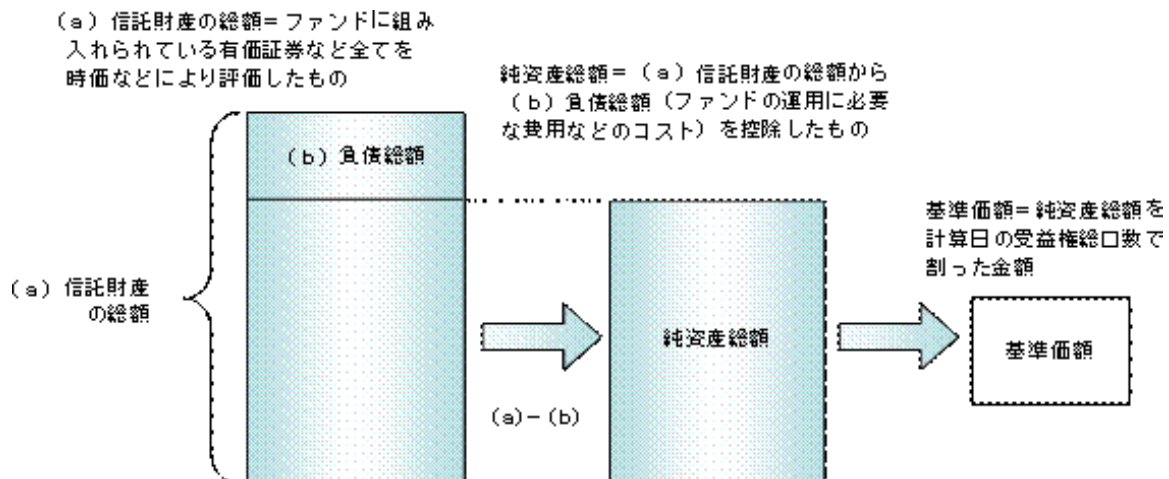 （a）信託財産の総額＝ファンドに組み
入れられている有価証券など全てを
時価などにより評価したもの
純資産総額＝（a）信託財産の総額から
（b）負債総額（ファンドの運用に必要
な費用などのコスト）を控除したもの
（b）負債総額
基準価額＝純資産総額を
計算日の受益権総口数で
割った金額
（a）信託財産
の総額
純資産総額
基準価額
（a）－（b）